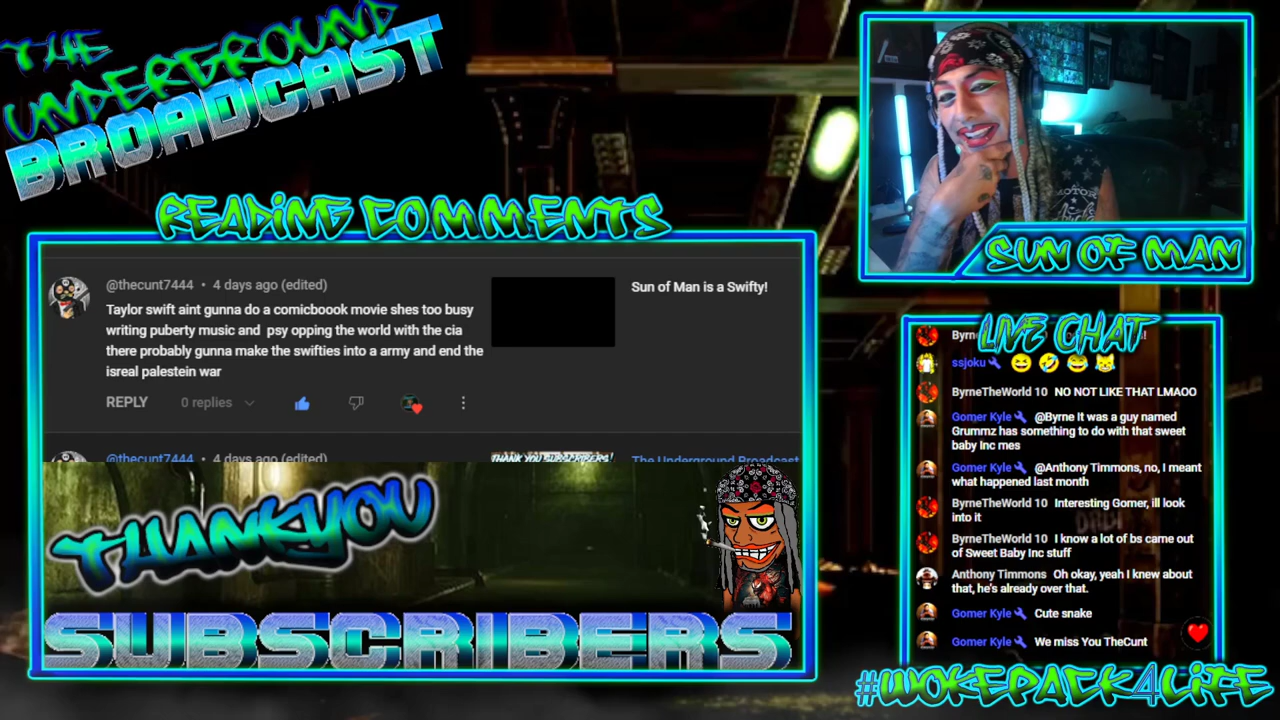 THE
UNDERGROUND
BROADCAST
READING COMMENTS
@thecunt7444 • 4 days ago (edited)
Taylor swift aint gunna do a comicboook movie shes too busy
writing puberty music and psy opping the world with the cia
there probably gunna make the swifties into a army and end the
isreal palestein war
REPLY 0 replies
Sun of Man is a Swifty!
@thecunt7444 • 4 days ago (edited)
THANK YOU SUBSCRIBERS!
The Underground Broadcast
THANKYOU
SUBSCRIBERS
SUN OF MAN
LIVE CHAT
ssjoku
ByrneTheWorld 10 NO NOT LIKE THAT LMAOO
Gomer Kyle @Byrne It was a guy named
Grummz has something to do with that sweet
baby Inc mes
Gomer Kyle @Anthony Timmons, no, I meant
what happened last month
ByrneTheWorld 10 Interesting Gomer, ill look
into it
ByrneTheWorld 10 I know a lot of bs came out
of Sweet Baby Inc stuff
Anthony Timmons Oh okay, yeah I knew about
that, he's already over that.
Gomer Kyle Cute snake
Gomer Kyle We miss You TheCunt
#WOKEPACK4LIFE